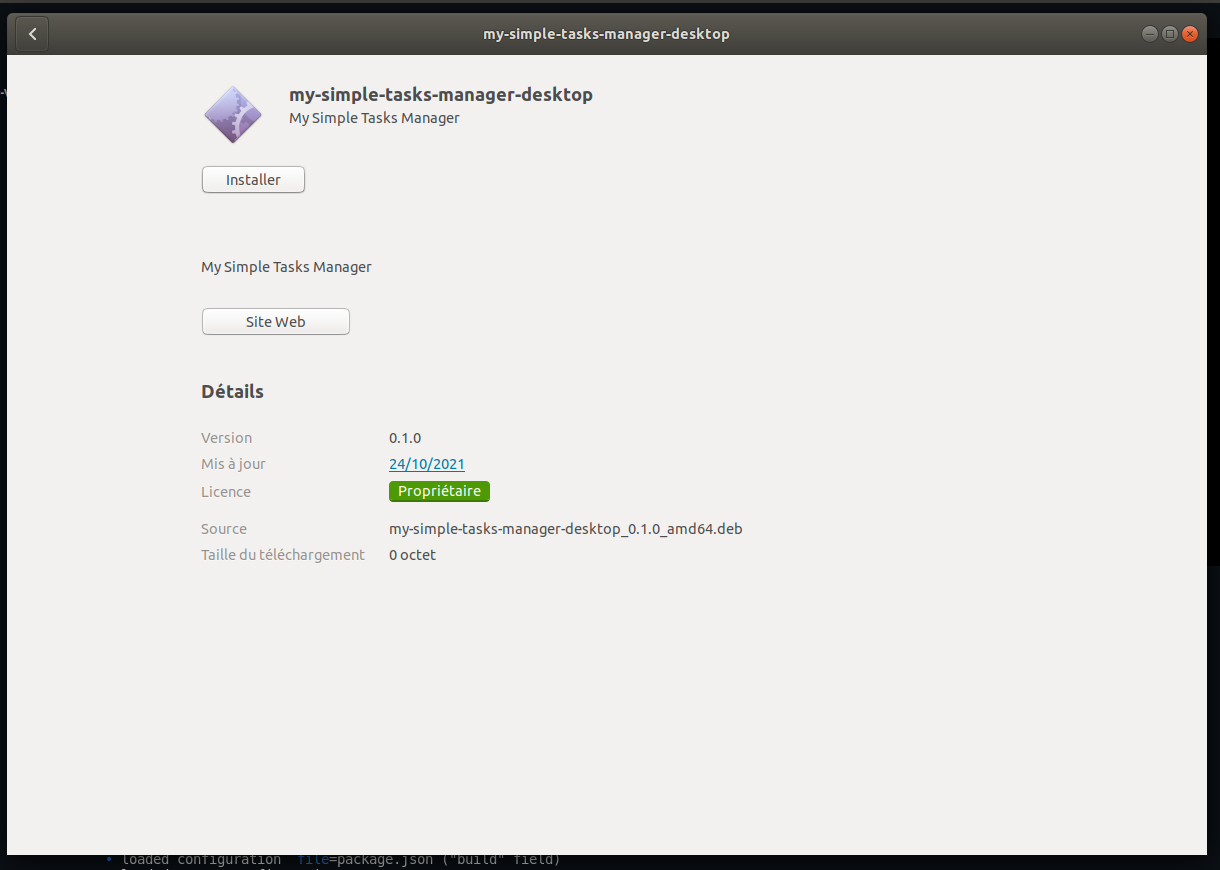 my-simple-tasks-manager-desktop
my-simple-tasks-manager-desktop
My Simple Tasks Manager
Installer
My Simple Tasks Manager
Site Web
Détails
Version 0.1.0
Mis à jour 24/10/2021
Licence Propriétaire
Source my-simple-tasks-manager-desktop_0.1.0_amd64.deb
Taille du téléchargement 0 octet
• loaded configuration file=package.json ("build" field)